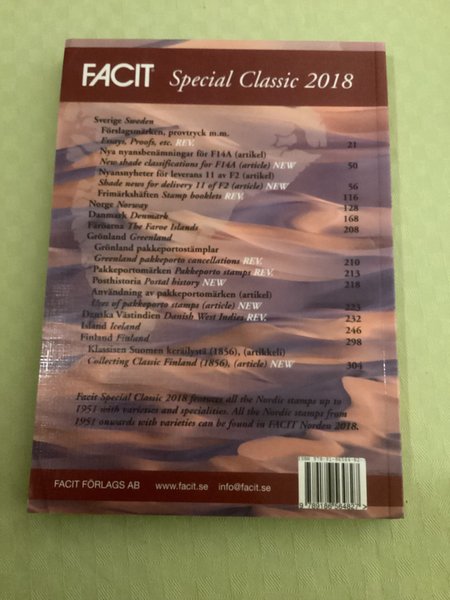 FACIT Special Classic 2018
Sverige Sweden
Förslagsmärken, provtryck m.m.
Essays, Proofs, etc. REV. 21
Nya nyansbenämningar för F14A (artikel)
New shade classifications for F14A (article) NEW 50
Nyansnyheter för leverans 11 av F2 (artikel)
Shade news for delivery 11 of F2 (article) NEW 56
Frimärkshäften Stamp booklets REV. 116
Norge Norway 128
Danmark Denmark 168
Färöarna The Faroe Islands 208
Grönland Greenland
Grönland pakkeportostämplar
Greenland pakkeporto cancellations REV. 210
Pakkeportomärken Pakkeporto stamps REV. 213
Posthistoria Postal history NEW 218
Användning av pakkeportomärken (artikel)
Uses of pakkeporto stamps (article) NEW 225
Danska Västindien Danish West Indies REV. 232
Island Iceland 246
Finland Finland 298
Klassisen Suomen keräilystä (1856), (artikkeli)
Collecting Classic Finland (1856), (article) NEW 304
Facit Special Classic 2018 features all the Nordic stamps up to
1951 with varieties and specialities. All the Nordic stamps from
1951 onwards with varieties can be found in FACIT Norden 2018.
FACIT FÖRLAGS AB www.facit.se info@facit.se
9 789186 564827 >